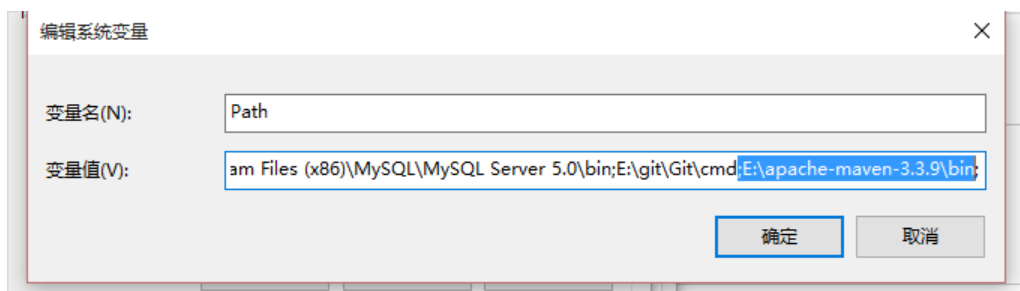 编辑系统变量
变量名(N): Path
变量值(V): am Files (x86)\MySQL\MySQL Server 5.0\bin;E:\git\Git\cmd;E:\apache-maven-3.3.9\bin;
确定 取消